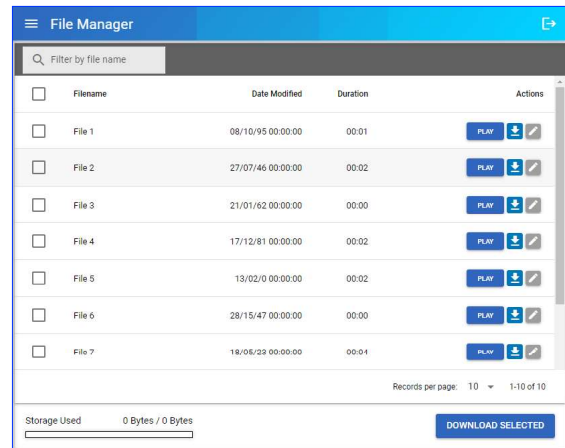 File Manager
Filter by file name
Filename Date Modified Duration Actions
File 1 08/10/95 00:00:00 00:01 PLAY
File 2 27/07/46 00:00:00 00:02 PLAY
File 3 21/01/62 00:00:00 00:00 PLAY
File 4 17/12/81 00:00:00 00:02 PLAY
File 5 13/02/0 00:00:00 00:02 PLAY
File 6 28/15/47 00:00:00 00:00 PLAY
File 7 18/05/23 00:00:00 00:04 PLAY
Records per page: 10 1-10 of 10
Storage Used 0 Bytes / 0 Bytes
DOWNLOAD SELECTED